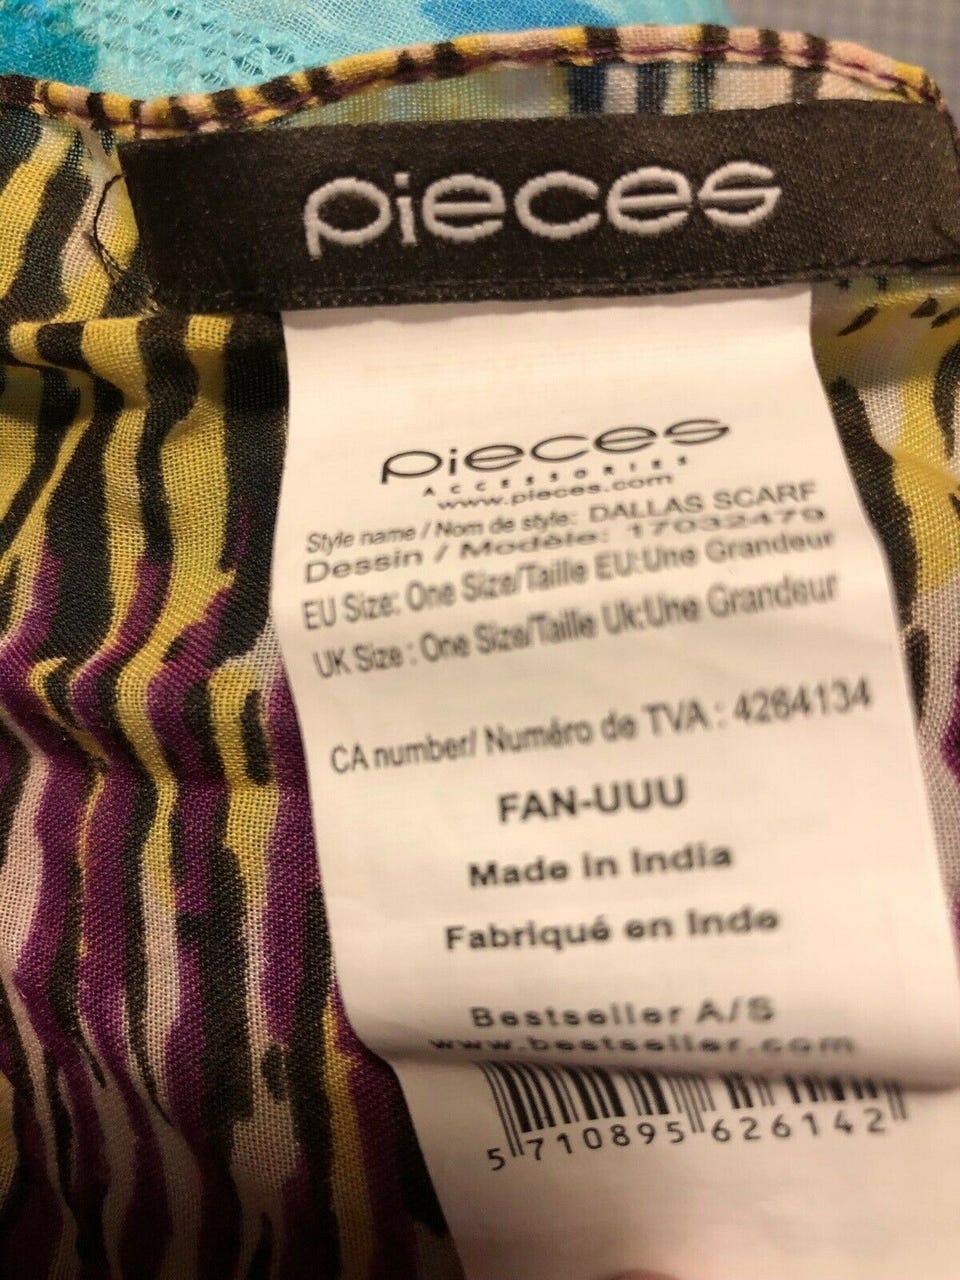 pieces
pieces
ACCESSORIES
www.pieces.com
Style name / Nom de style: DALLAS SCARF
Dessin / Modèle: 17032479
EU Size: One Size/Taille EU:Une Grandeur
UK Size : One Size/Taille Uk:Une Grandeur
CA number/ Numéro de TVA : 4264134
FAN-UUU
Made in India
Fabriqué en Inde
Bestseller A/S
www.bestseller.com
5 710895 626142